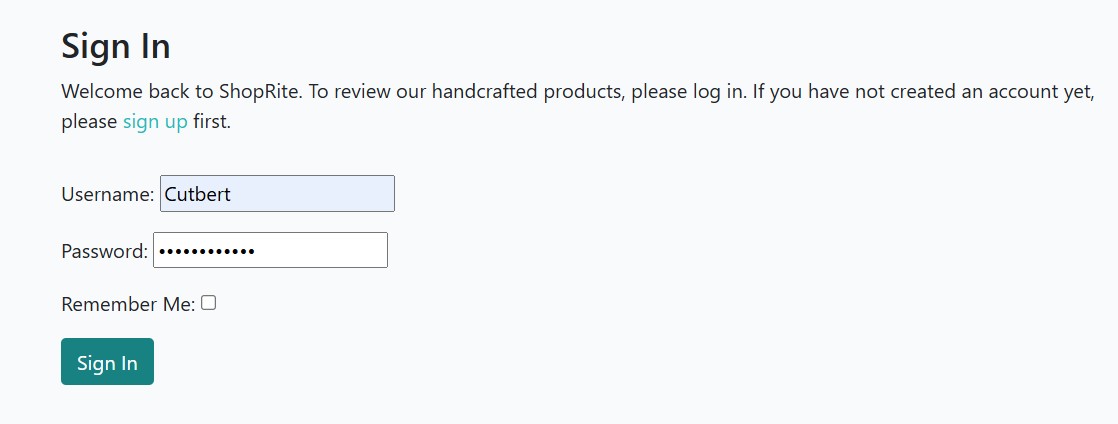 Sign In
Welcome back to ShopRite. To review our handcrafted products, please log in. If you have not created an account yet,
please sign up first.
Username: Cutbert
Password: ••••••••••••
Remember Me:
Sign In